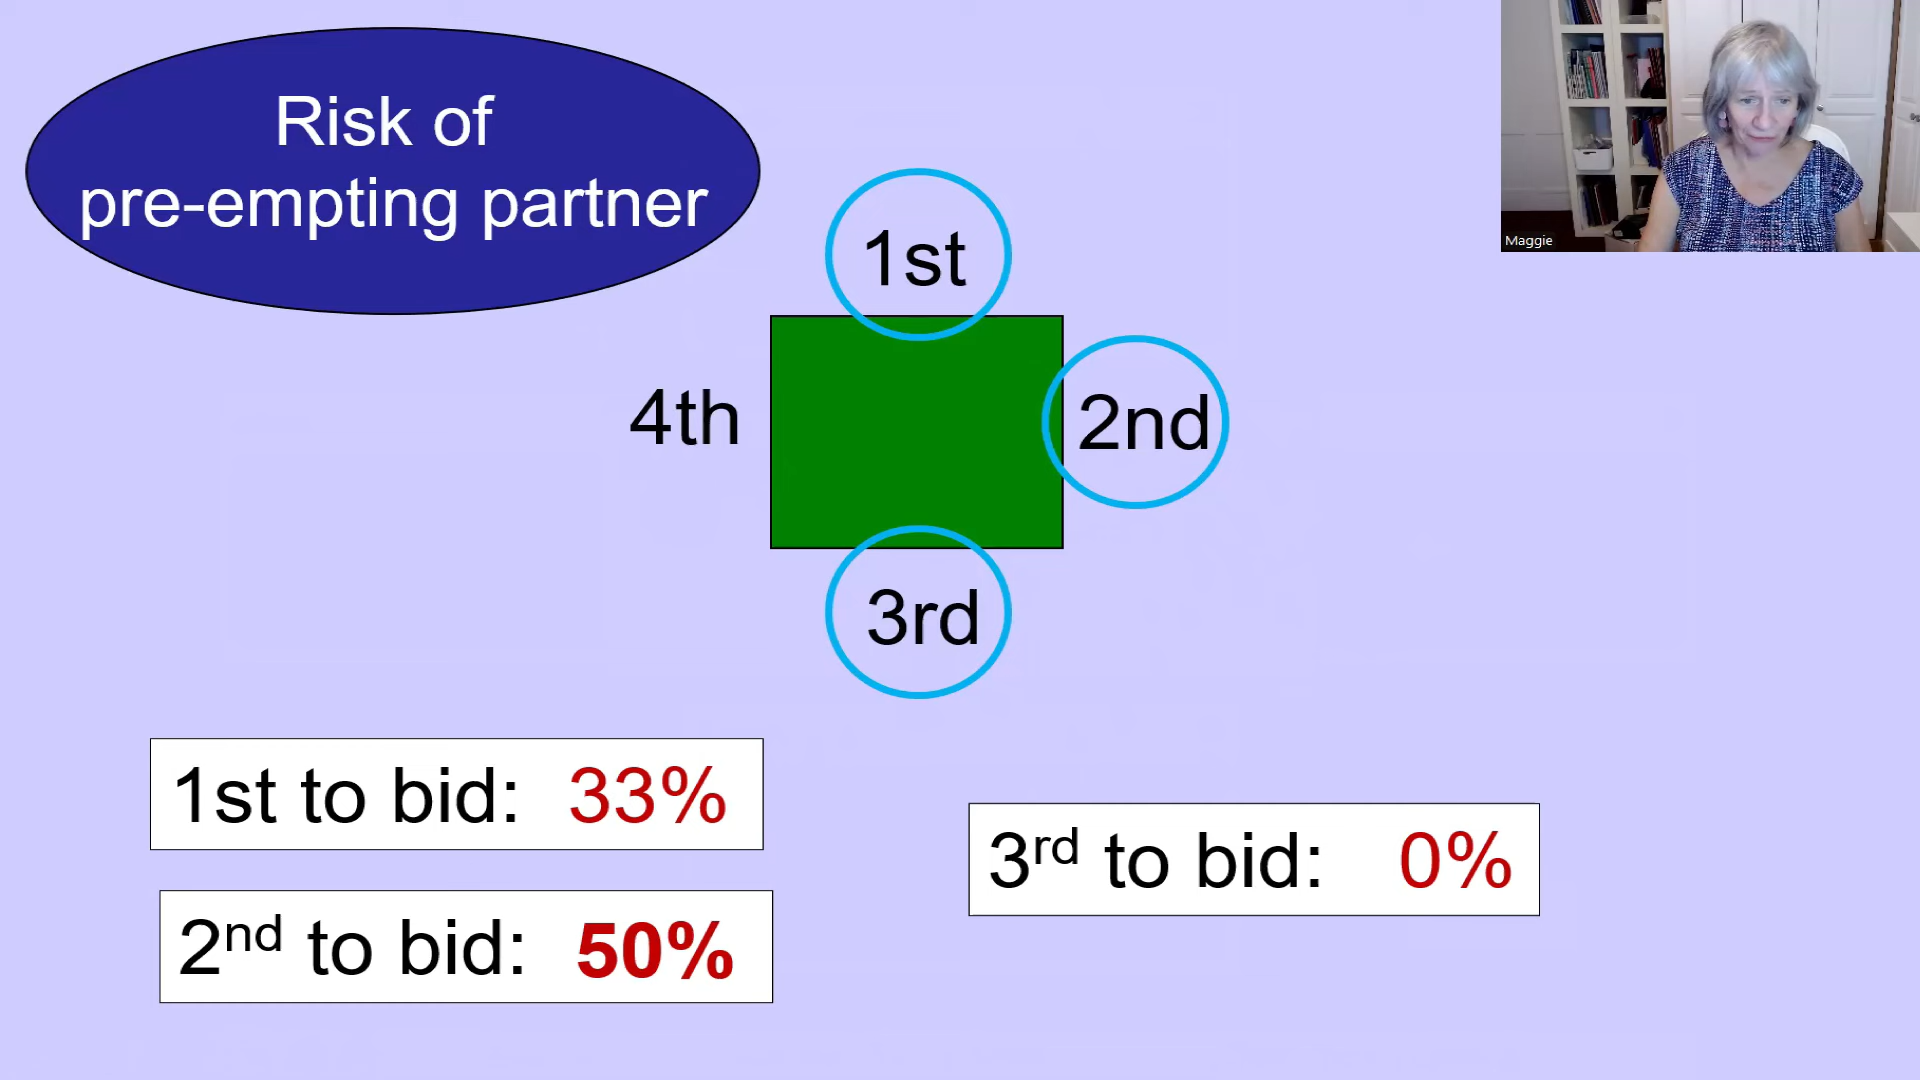 Risk of
pre-empting partner
Maggie
1st
4th
2nd
3rd
1st to bid: 33%
2nd to bid: 50%
3rd to bid: 0%